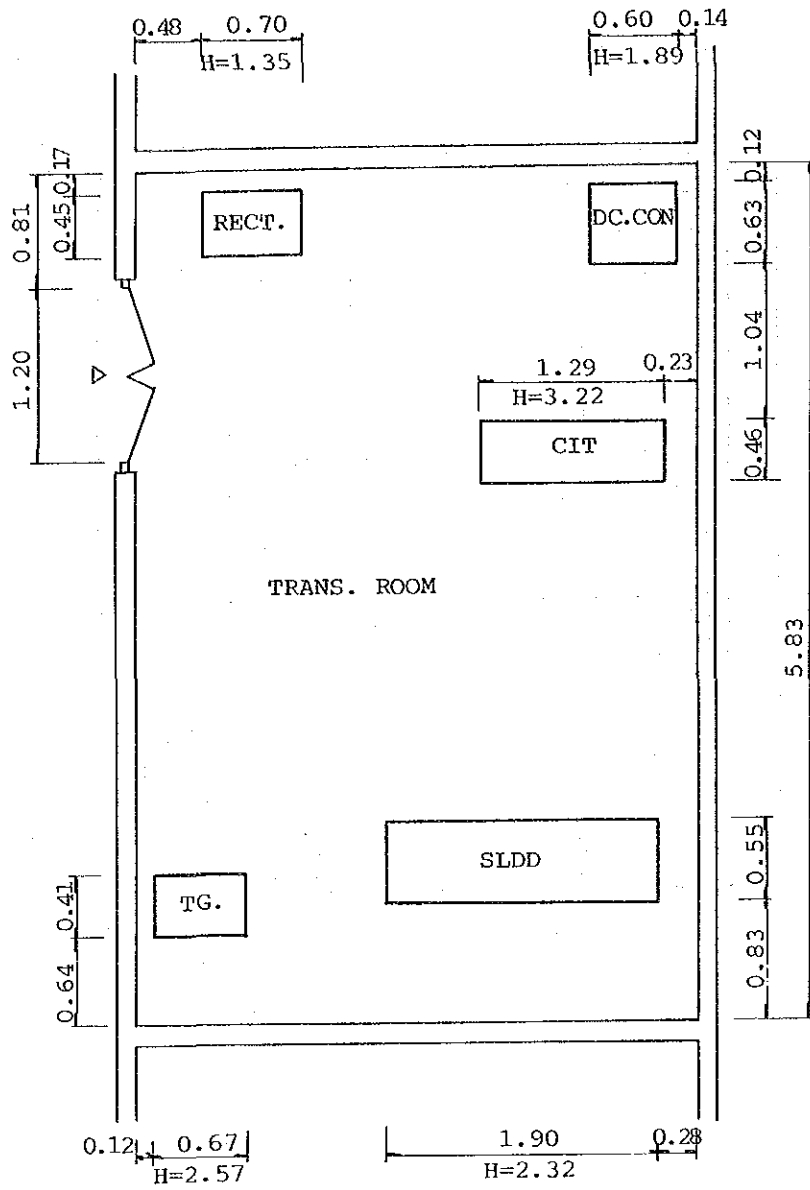 0.48
0.70
H=1.35
0.60
0.14
H=1.89
0.17
0.45
0.81
1.20
RECT.
DC.CON
0.12
0.63
1.04
0.46
1.29
0.23
H=3.22
CIT
TRANS. ROOM
5.83
SLDD
0.55
0.83
TG.
0.41
0.64
0.12
0.67
H=2.57
1.90
0.28
H=2.32